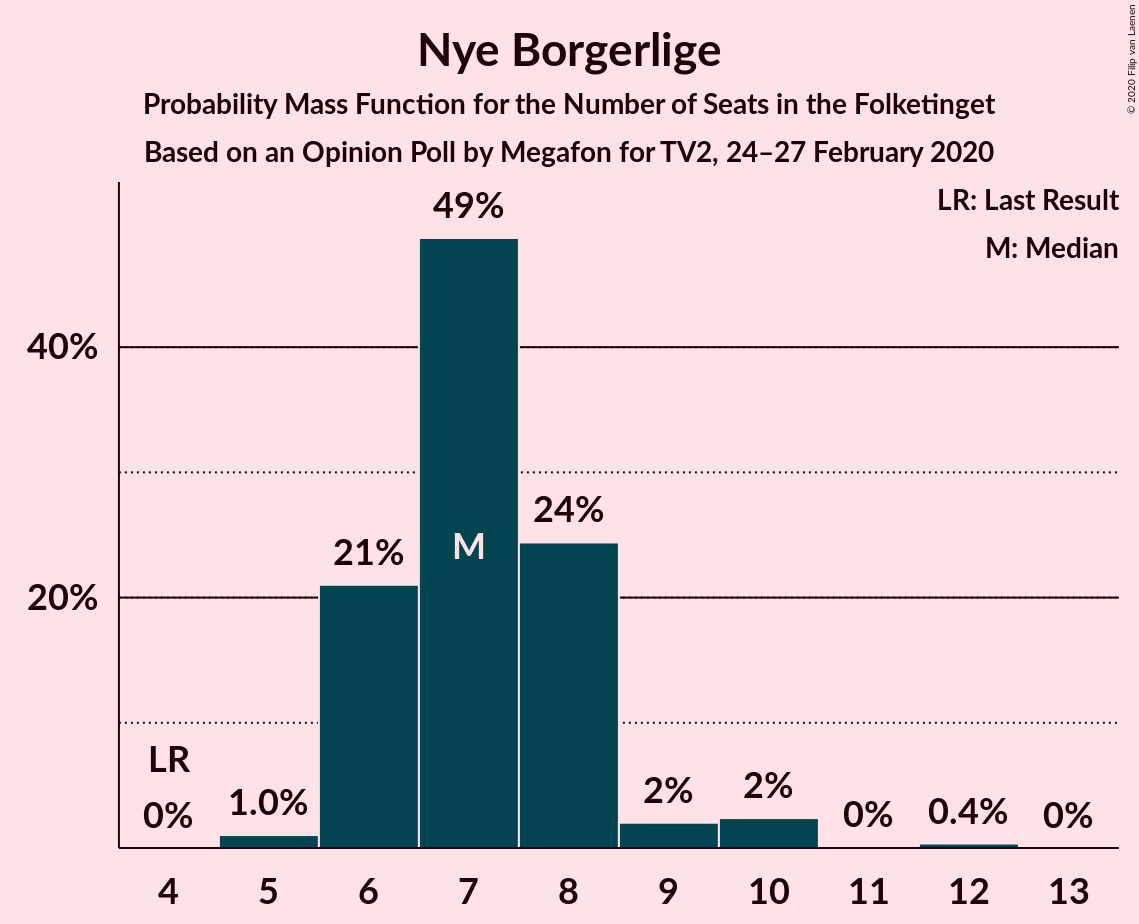 Nye Borgerlige
Probability Mass Function for the Number of Seats in the Folketinget
Based on an Opinion Poll by Megafon for TV2, 24–27 February 2020
© 2020 Filip van Laenen
LR: Last Result
M: Median
49%
40%
24%
M
21%
20%
LR
0%
1.0%
2%
2%
0%
0.4%
0%
4 5 6 7 8 9 10 11 12 13